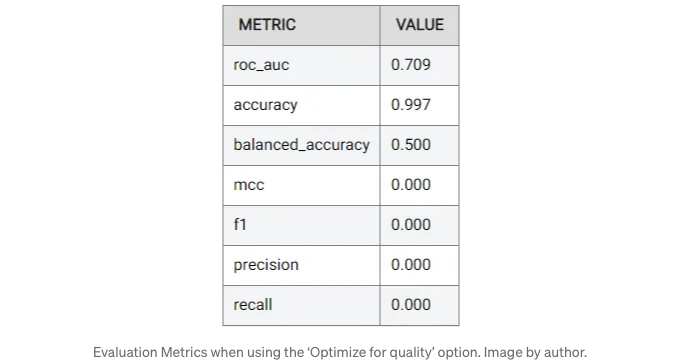 METRIC VALUE
roc_auc 0.709
accuracy 0.997
balanced_accuracy 0.500
mcc 0.000
f1 0.000
precision 0.000
recall 0.000
Evaluation Metrics when using the ‘Optimize for quality’ option. Image by author.